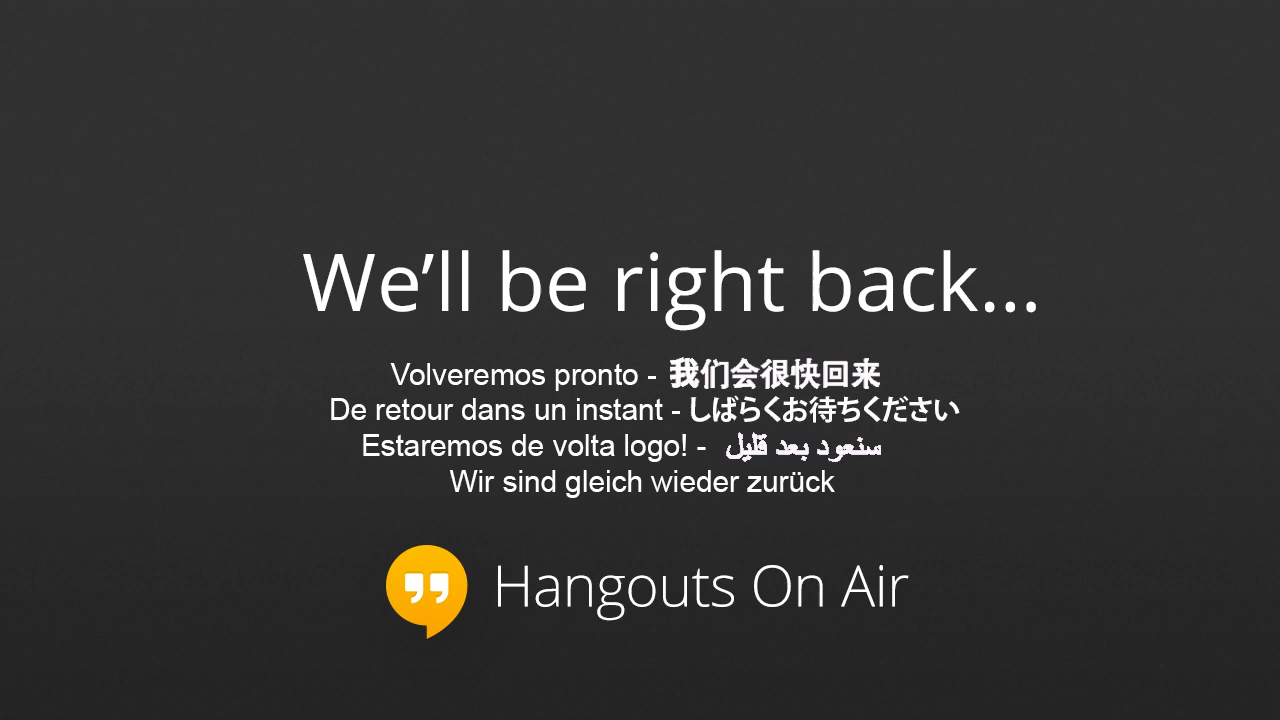 We’ll be right back...
Volveremos pronto - 我们会很快回来
De retour dans un instant - しばらくお待ちください
Estaremos de volta logo! - سنعود بعد قليل
Wir sind gleich wieder zurück
Hangouts On Air